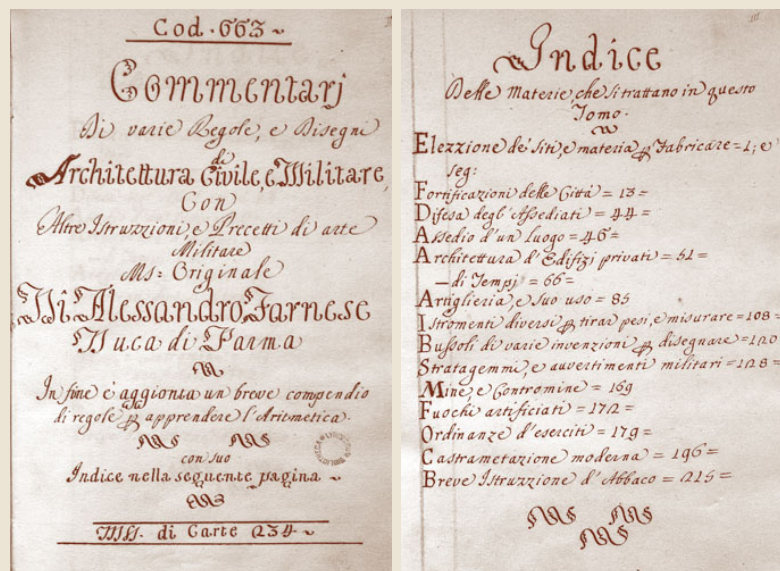 Cod. 663
Commentarj
Di varie Regole, e Disegni
di
Architettura Civile, e Militare,
Con
Altre Istruzzioni, e Precetti di arte
Militare
Ms: Originale
Di Alessandro Farnese
Duca di Parma
In fine è aggionta un breve compendio
di regole per apprendere l'Aritmetica.
con suo
Indice nella seguente pagina
MSS. di Carte 234
Indice
Delle materie, che si trattano in questo
Tomo.
Elezzione de' siti, e materia per Fabricare = 1; e
seg:
Fortificazioni delle Città = 13 =
Difesa degl' Assediati = 44 =
Assedio d'un Luogo = 46 =
Architettura d'Edifizj privati = 51 =
— di Tempj = 66 =
Artiglieria, e suo uso = 85
Istromenti diversi per tirar pesi, e misurare = 108 =
Bussoli di varie invenzioni per disegnare = 120
Stratagemmi, e avvertimenti militari = 128 =
Mine, e Contromine = 169
Fuochi artificiati = 172 =
Ordinanze d'eserciti = 179 =
Castrametazione moderna = 196 =
Breve Istruzzione d'Abbaco = 215 =